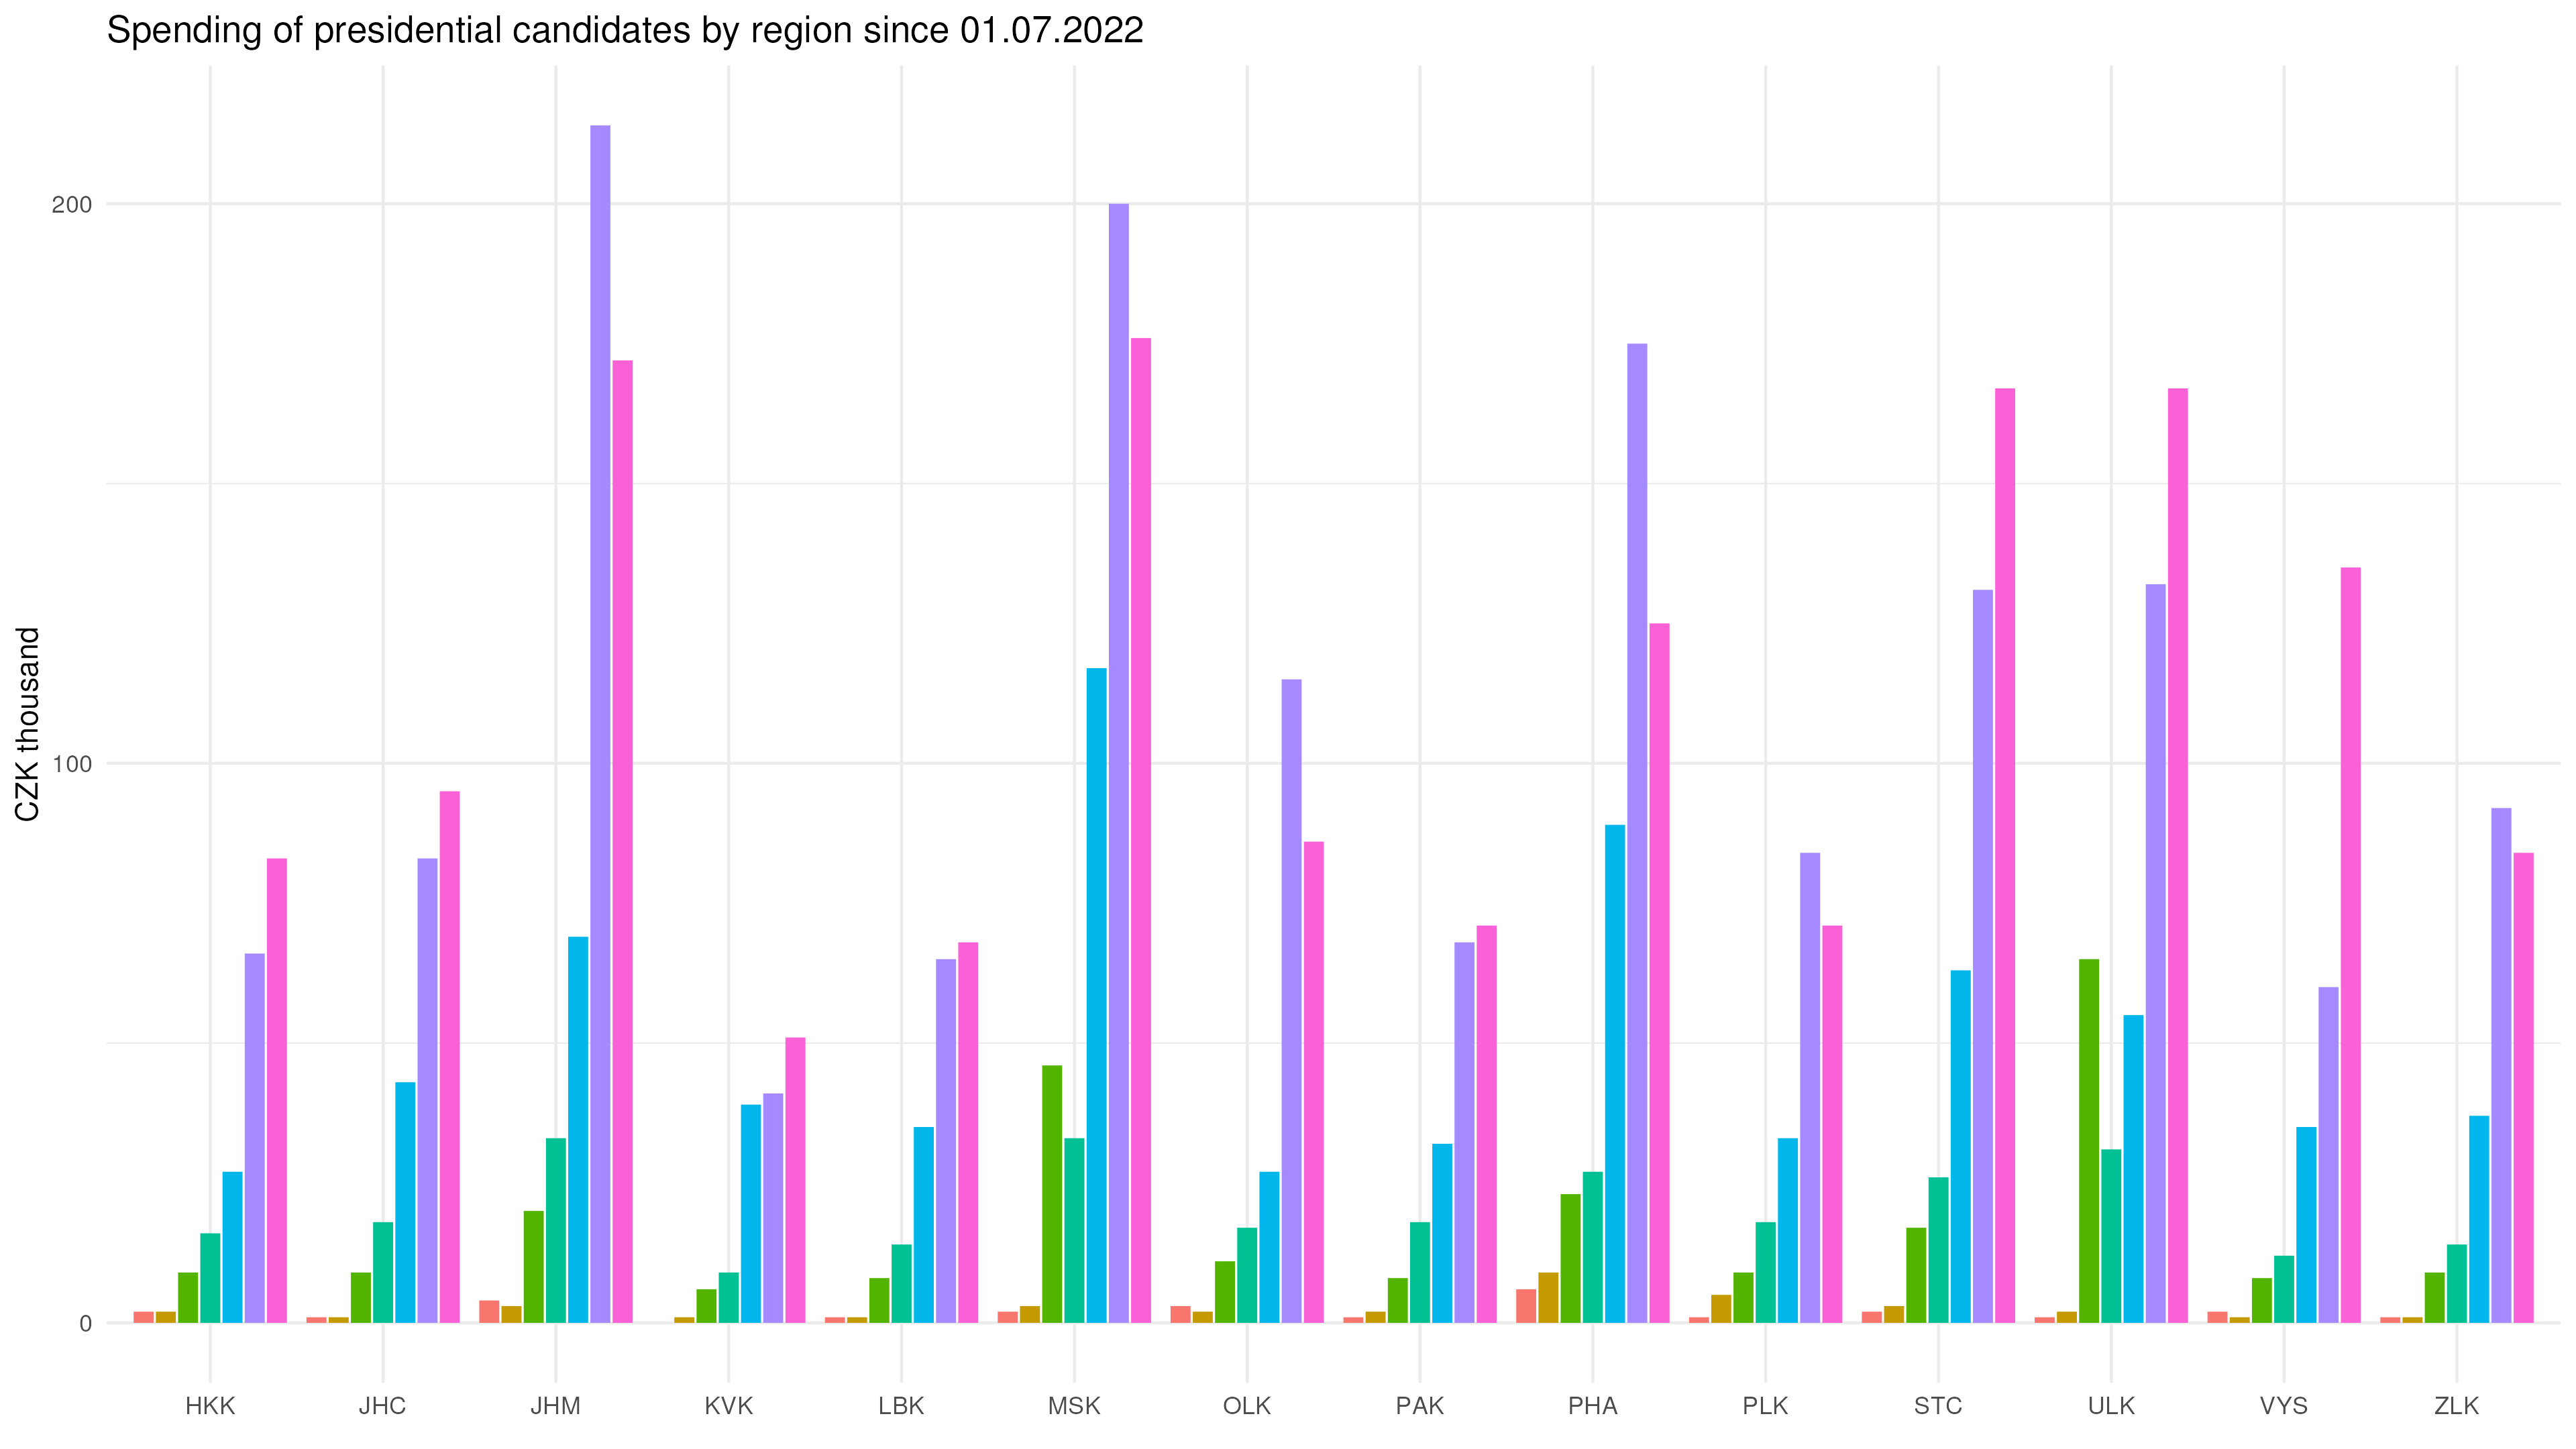 Spending of presidential candidates by region since 01.07.2022
CZK thousand
200
100
0
HKK JHC JHM KVK LBK MSK OLK PAK PHA PLK STC ULK VYS ZLK